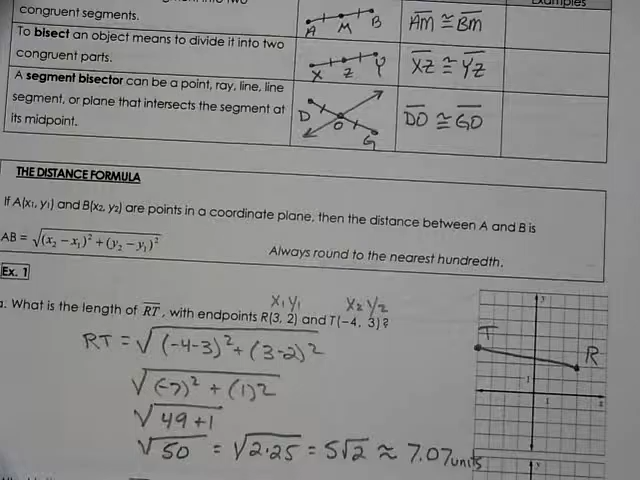 Examples
congruent segments.
A M B
AM ≅ BM
To bisect an object means to divide it into two
congruent parts.
X Z Y
XZ ≅ YZ
A segment bisector can be a point, ray, line, line
segment, or plane that intersects the segment at
its midpoint.
D O G
DO ≅ GO
THE DISTANCE FORMULA
If A(x₁, y₁) and B(x₂, y₂) are points in a coordinate plane, then the distance between A and B is
AB = √(x₂ − x₁)² + (y₂ − y₁)²
Always round to the nearest hundredth.
Ex. 1
x₁ y₁ x₂ y₂
a. What is the length of RT, with endpoints R(3, 2) and T(−4, 3)?
RT = √(-4-3)² + (3-2)²
√(-7)² + (1)²
√49+1
√50 = √2·25 = 5√2 ≈ 7.07 units
y
T
R
1
1
x
y